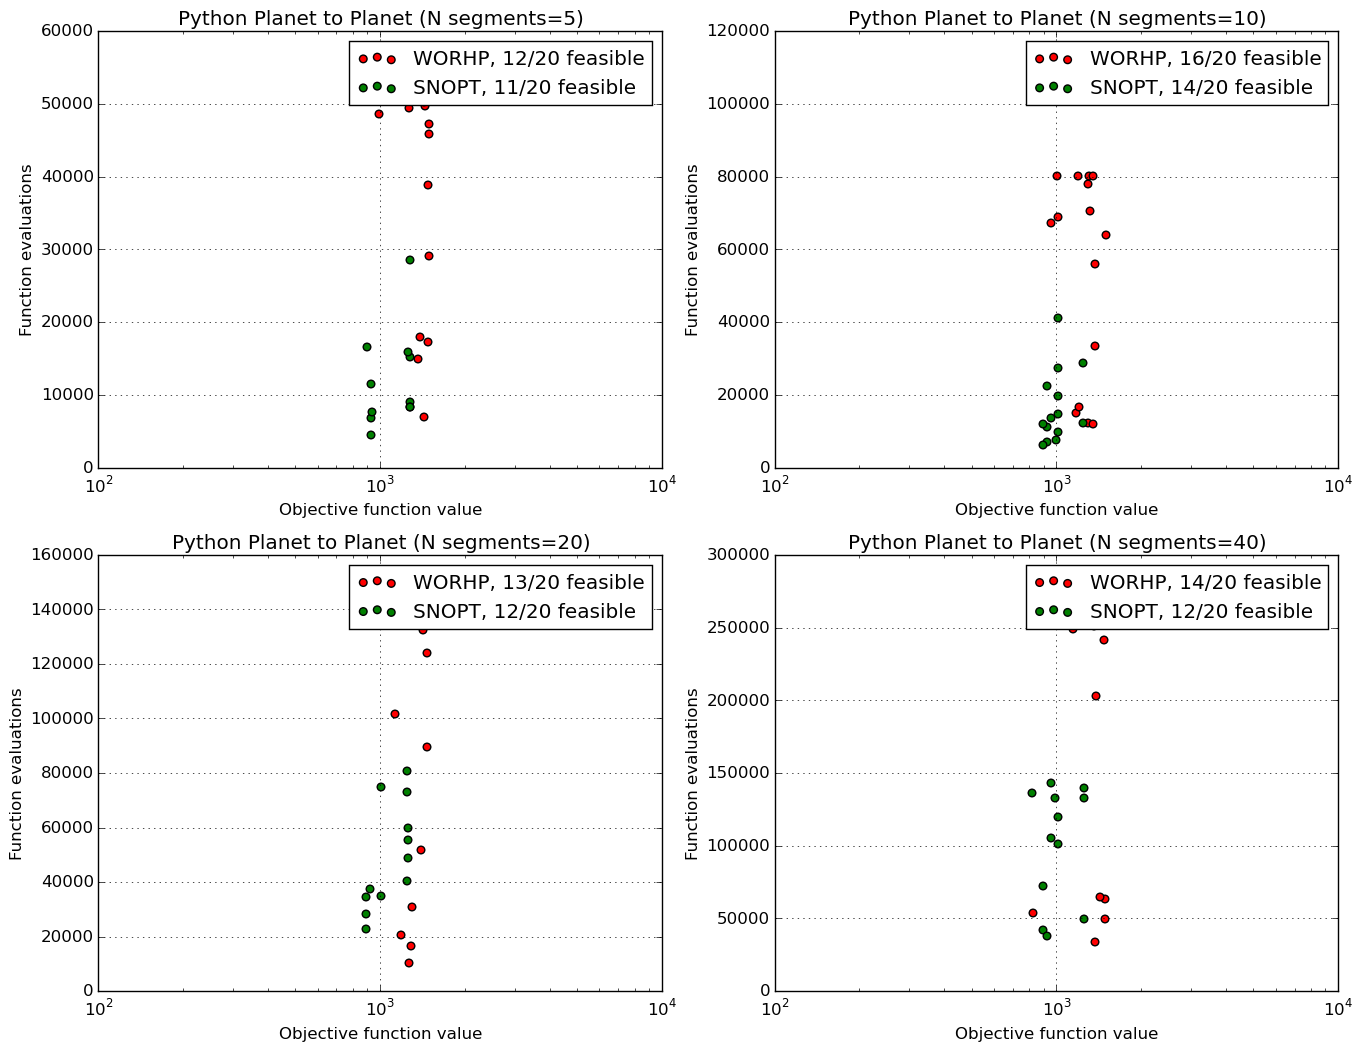 Python Planet to Planet (N segments=5)
60000
50000
40000
30000
20000
10000
0
Function evaluations
WORHP, 12/20 feasible
SNOPT, 11/20 feasible
10^2
10^3
10^4
Objective function value
Python Planet to Planet (N segments=10)
120000
100000
80000
60000
40000
20000
0
Function evaluations
WORHP, 16/20 feasible
SNOPT, 14/20 feasible
10^2
10^3
10^4
Objective function value
Python Planet to Planet (N segments=20)
160000
140000
120000
100000
80000
60000
40000
20000
0
Function evaluations
WORHP, 13/20 feasible
SNOPT, 12/20 feasible
10^2
10^3
10^4
Objective function value
Python Planet to Planet (N segments=40)
300000
250000
200000
150000
100000
50000
0
Function evaluations
WORHP, 14/20 feasible
SNOPT, 12/20 feasible
10^2
10^3
10^4
Objective function value